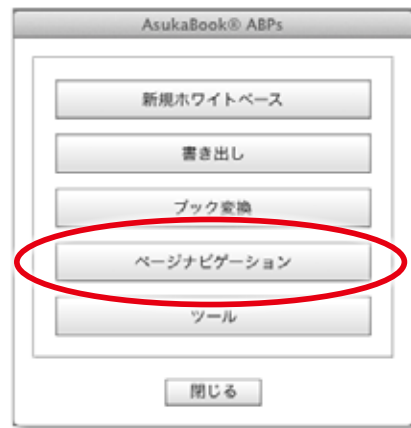 AsukaBook® ABPs
新規ホワイトベース
書き出し
ブック変換
ページナビゲーション
ツール
閉じる